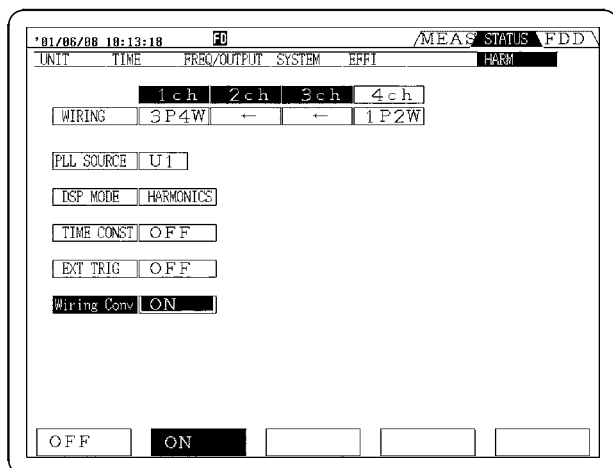 '01/06/08 10:13:18 FD MEAS STATUS FDD
UNIT TIME FREQ/OUTPUT SYSTEM EFFI HARM
1ch 2ch 3ch 4ch
WIRING 3P4W ← ← 1P2W
PLL SOURCE U1
DSP MODE HARMONICS
TIME CONST OFF
EXT TRIG OFF
Wiring Conv ON
OFF ON